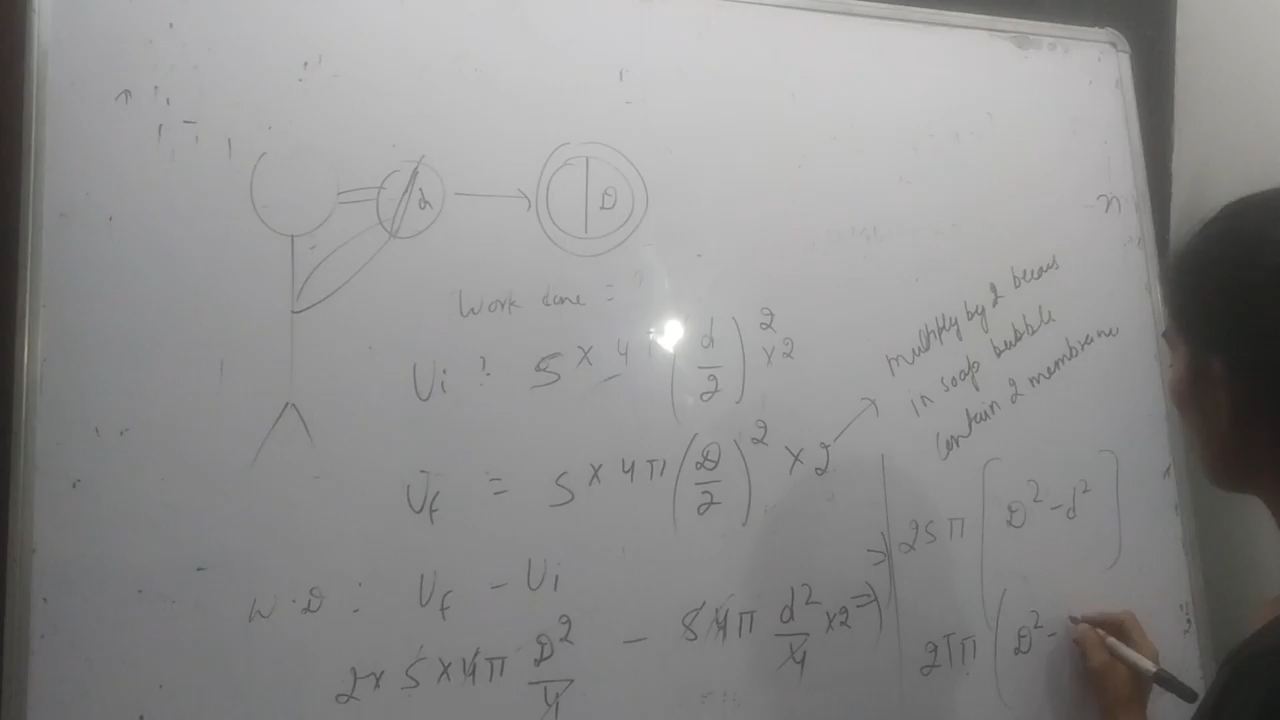 d
D
Work done =
Ui : S × 4π (d/2)² ×2
Uf = S × 4π (D/2)² × 2
multiply by 2 becaus
in soap bubble
contain 2 membrane
W.D : Uf - Ui
2 × S × 4π D²/4 - S 4π d²/4 ×2 =)
=) 2Sπ (D² - d²)
2Tπ (D² -